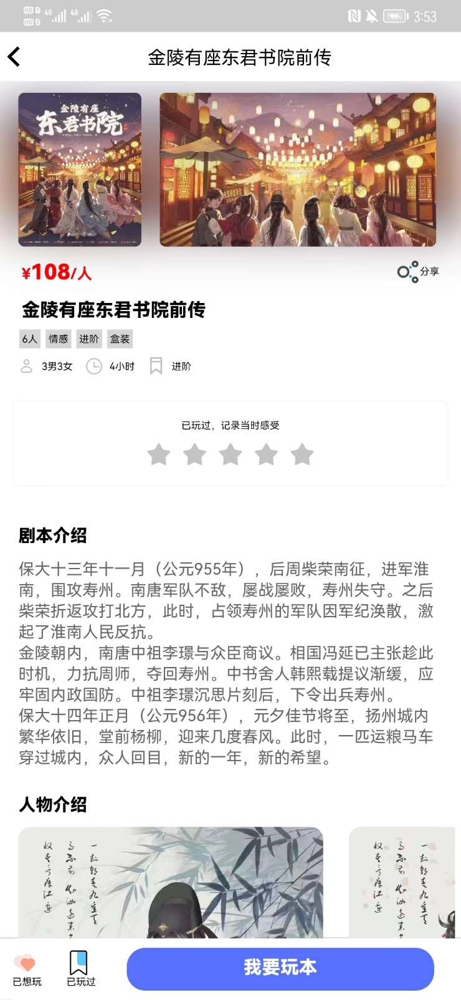 HD 1 4G 4G
HD 2
3:53
金陵有座东君书院前传
金陵有座
东君书院
¥108/人
分享
金陵有座东君书院前传
6人 情感 进阶 盒装
3男3女 4小时 进阶
已玩过，记录当时感受
剧本介绍
保大十三年十一月（公元955年），后周柴荣南征，进军淮
南，围攻寿州。南唐军队不敌，屡战屡败，寿州失守。之后
柴荣折返攻打北方，此时，占领寿州的军队因军纪涣散，激
起了淮南人民反抗。
金陵朝内，南唐中祖李璟与众臣商议。相国冯延已主张趁此
时机，力抗周师，夺回寿州。中书舍人韩熙载提议渐缓，应
牢固内政国防。中祖李璟沉思片刻后，下令出兵寿州。
保大十四年正月（公元956年），元夕佳节将至，扬州城内
繁华依旧，堂前杨柳，迎来几度春风。此时，一匹运粮马车
穿过城内，众人回目，新的一年，新的希望。
人物介绍
已想玩
已玩过
我要玩本